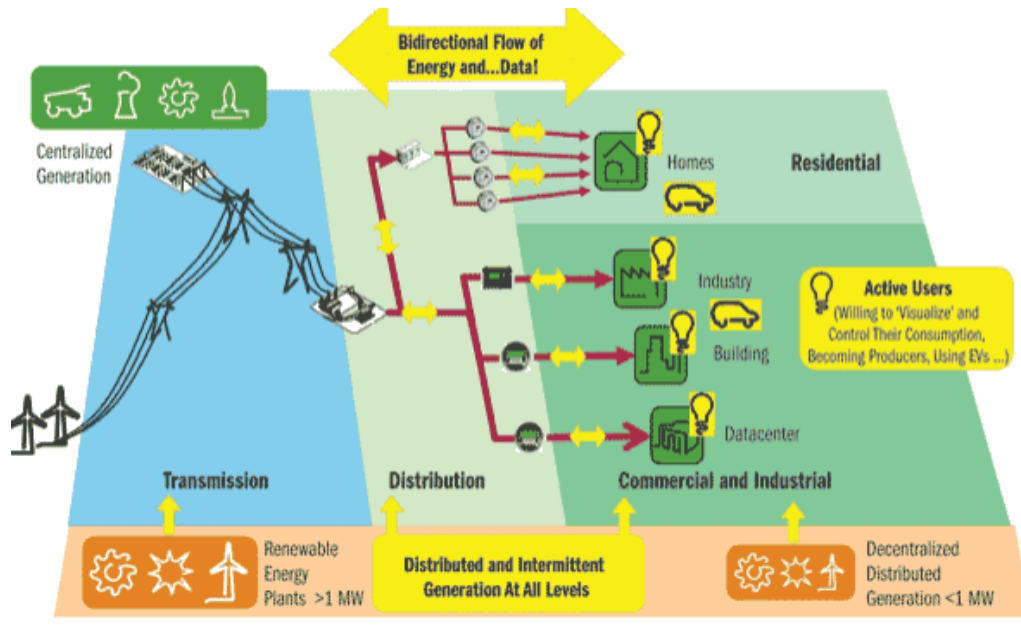 Bidirectional Flow of
Energy and...Data!
Centralized
Generation
Homes
Residential
Industry
Building
Datacenter
Active Users
(Willing to 'Visualize' and
Control Their Consumption,
Becoming Producers, Using EVs ...)
Transmission
Distribution
Commercial and Industrial
Renewable
Energy
Plants >1 MW
Distributed and Intermittent
Generation At All Levels
Decentralized
Distributed
Generation <1 MW